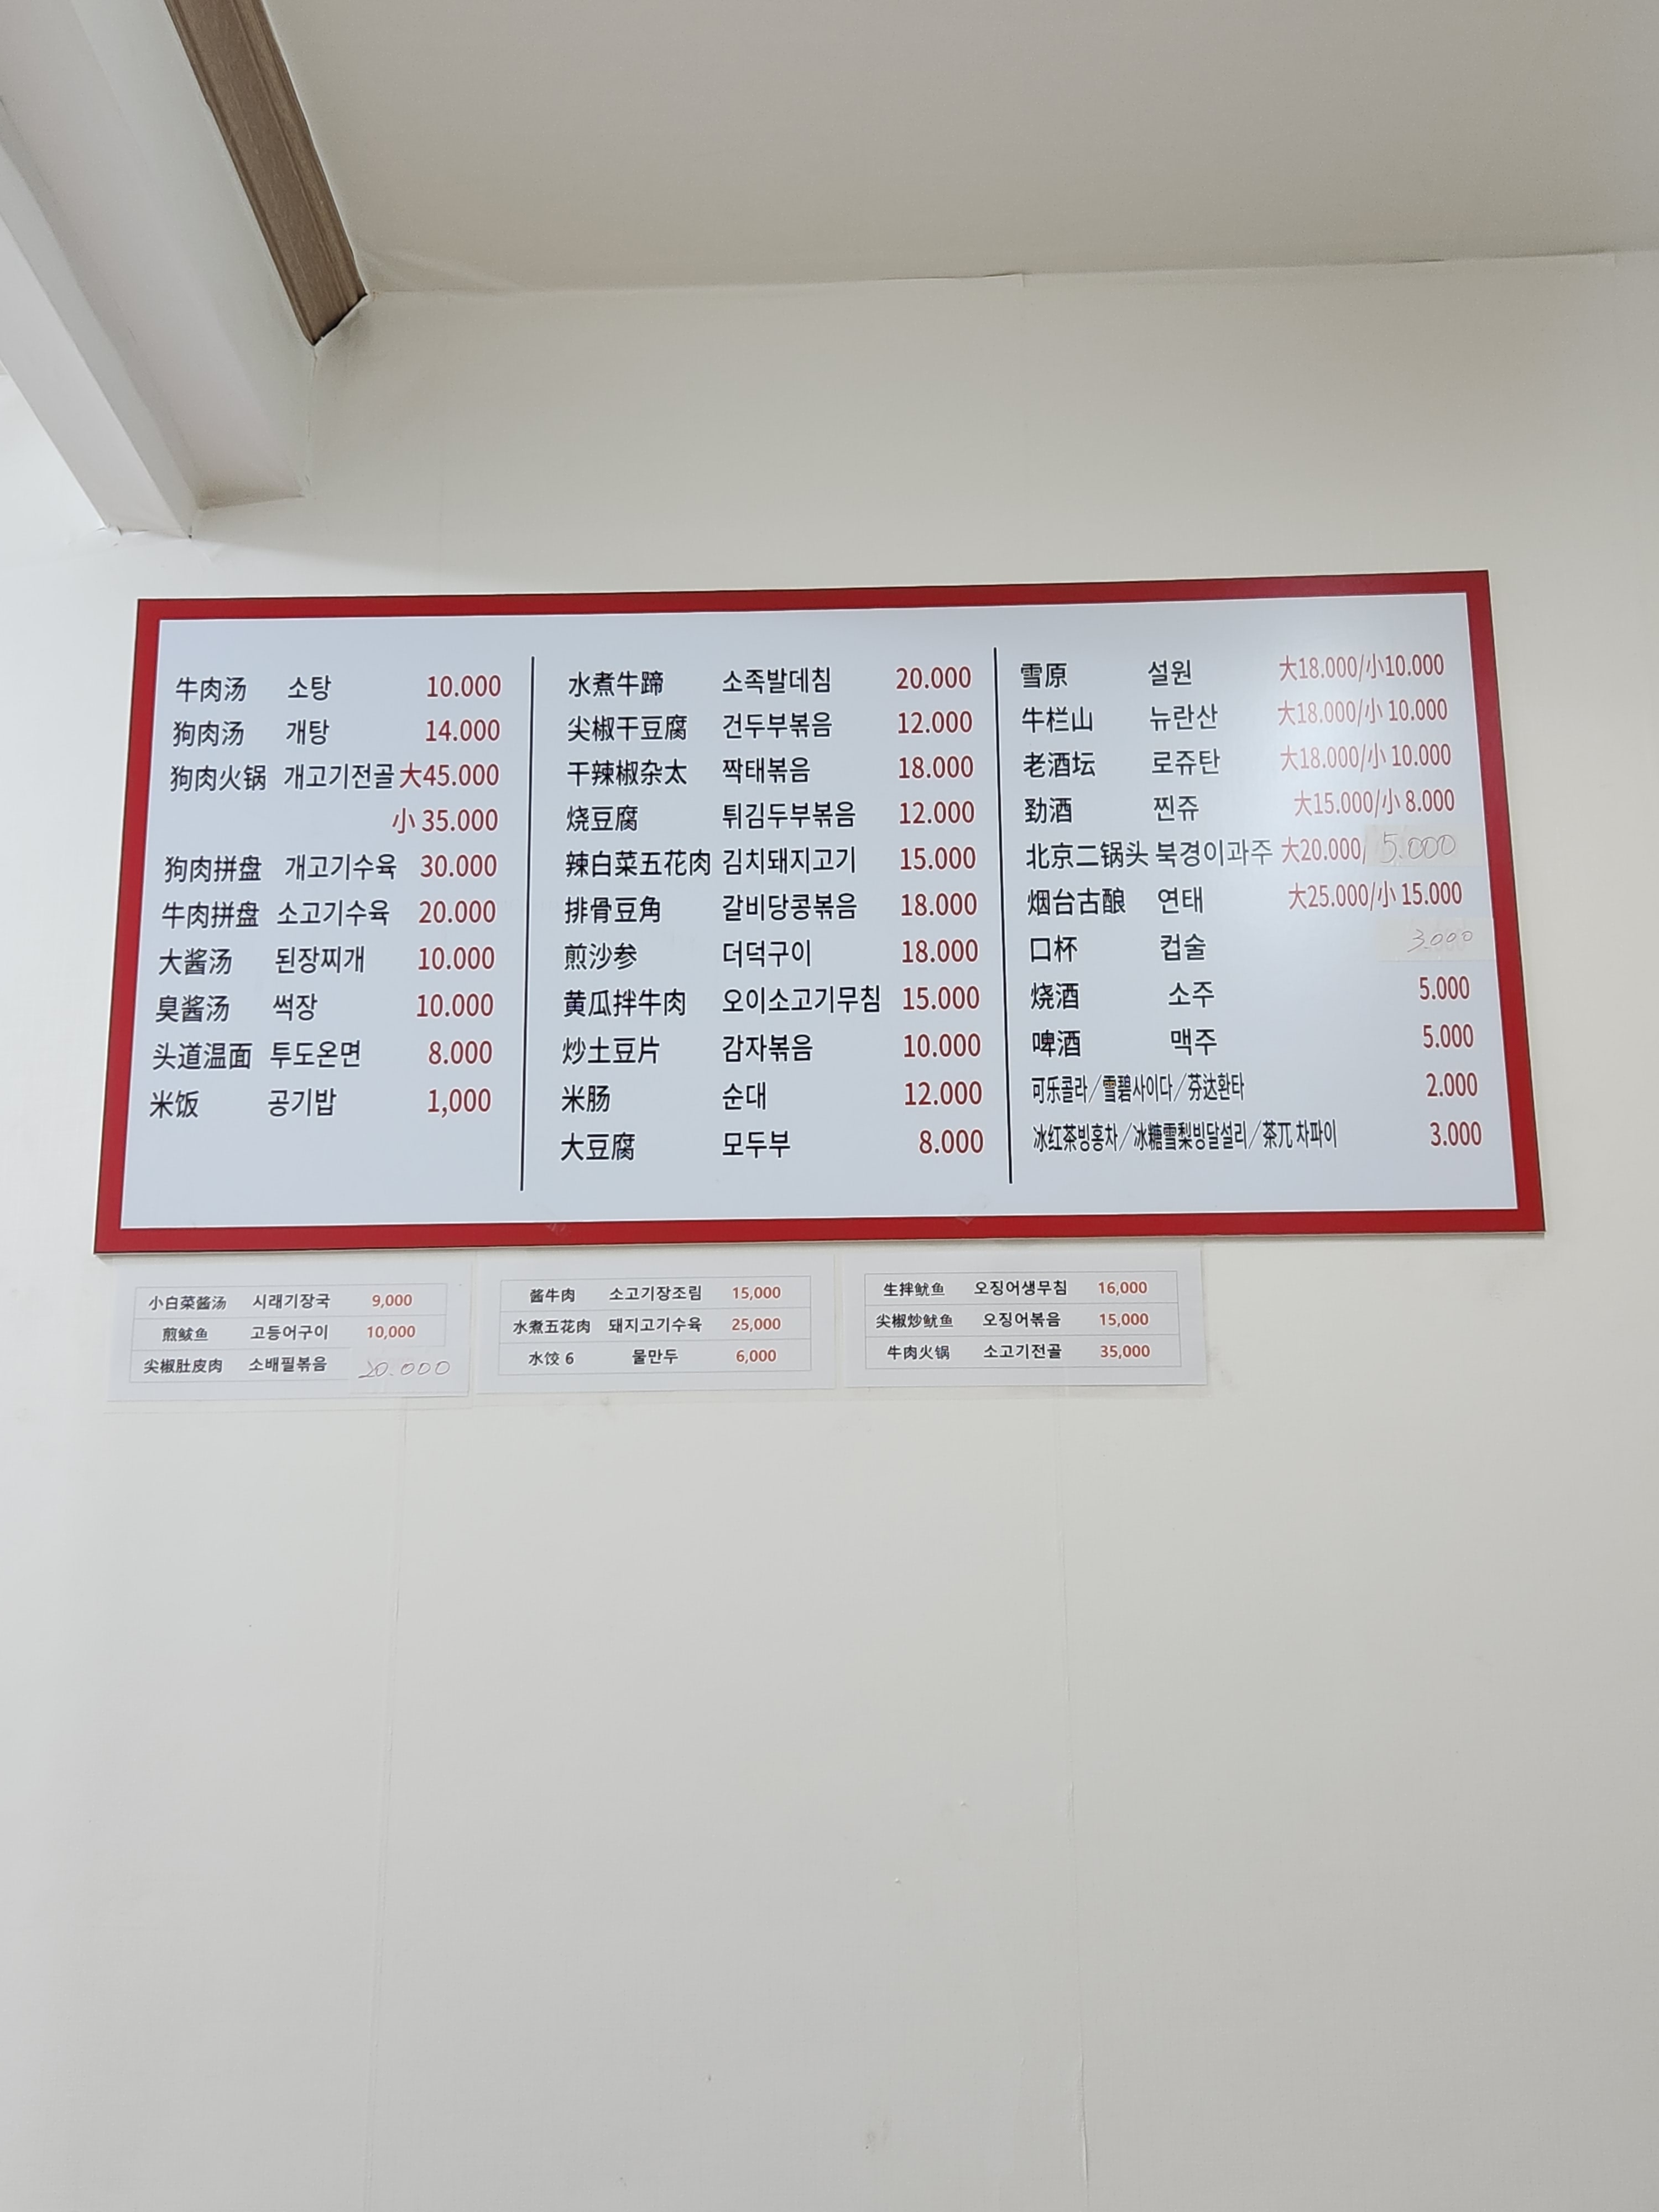 牛肉汤 소탕 10.000
狗肉汤 개탕 14.000
狗肉火锅 개고기전골 大45.000
小 35.000
狗肉拼盘 개고기수육 30.000
牛肉拼盘 소고기수육 20.000
大酱汤 된장찌개 10.000
臭酱汤 썩장 10.000
头道温面 투도온면 8.000
米饭 공기밥 1,000
水煮牛蹄 소족발데침 20.000
尖椒干豆腐 건두부볶음 12.000
干辣椒杂太 짝태볶음 18.000
烧豆腐 튀김두부볶음 12.000
辣白菜五花肉 김치돼지고기 15.000
排骨豆角 갈비당콩볶음 18.000
煎沙参 더덕구이 18.000
黄瓜拌牛肉 오이소고기무침 15.000
炒土豆片 감자볶음 10.000
米肠 순대 12.000
大豆腐 모두부 8.000
雪原 설원 大18.000/小10.000
牛栏山 뉴란산 大18.000/小 10.000
老酒坛 로쥬탄 大18.000/小 10.000
劲酒 찐쥬 大15.000/小 8.000
北京二锅头 북경이과주 大20.000/ 5.000
烟台古酿 연태 大25.000/小 15.000
口杯 컵술 3.000
烧酒 소주 5.000
啤酒 맥주 5.000
可乐콜라/雪碧사이다/芬达환타 2.000
冰红茶빙홍차/冰糖雪梨빙달설리/茶兀 차파이 3.000
小白菜酱汤 시래기장국 9,000
煎鲅鱼 고등어구이 10,000
尖椒肚皮肉 소배필볶음 20.000
酱牛肉 소고기장조림 15,000
水煮五花肉 돼지고기수육 25,000
水饺 6 물만두 6,000
生拌鱿鱼 오징어생무침 16,000
尖椒炒鱿鱼 오징어볶음 15,000
牛肉火锅 소고기전골 35,000